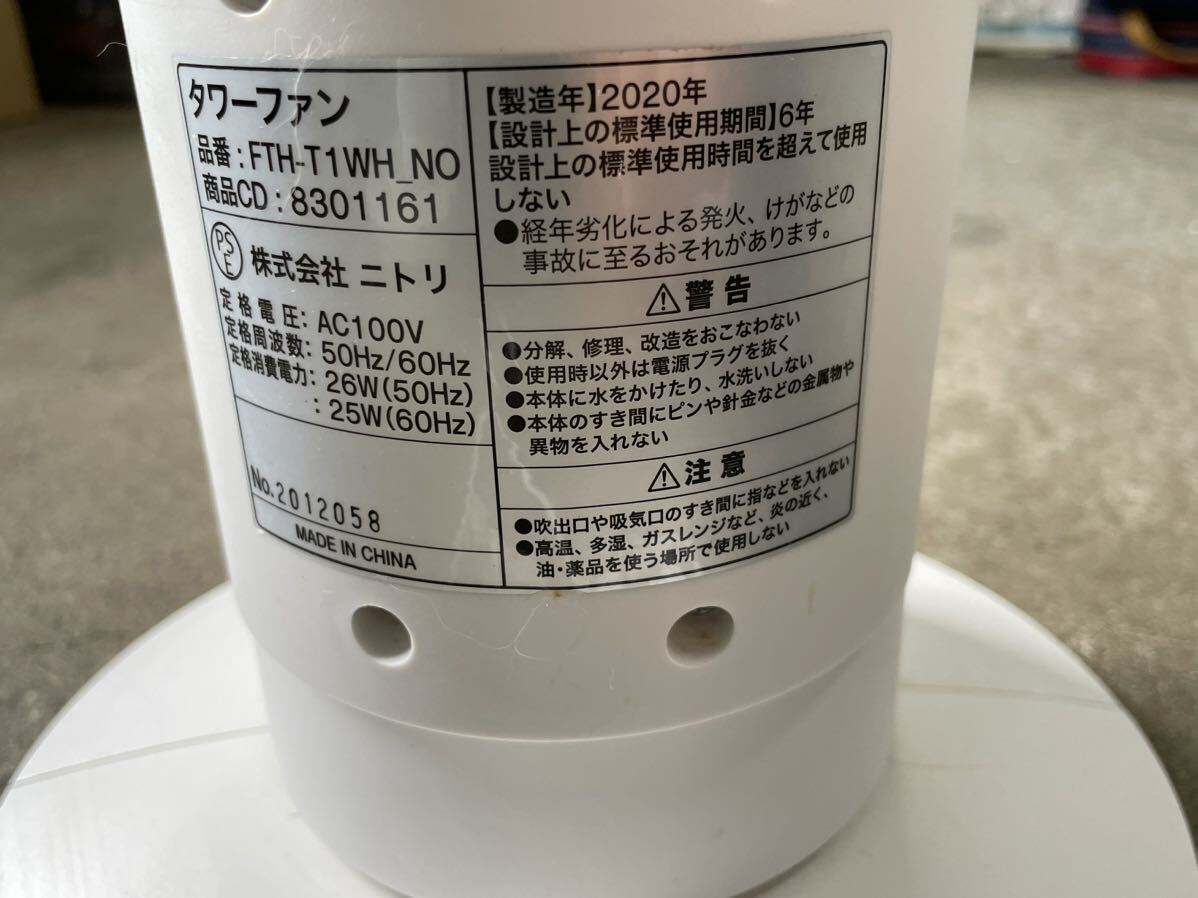 タワーファン
品番：FTH-T1WH_NO
商品CD：8301161
PSE 株式会社 ニトリ
定格電圧：AC100V
定格周波数：50Hz/60Hz
定格消費電力：26W(50Hz)
：25W(60Hz)
No.2012058
MADE IN CHINA
【製造年】2020年
【設計上の標準使用期間】6年
設計上の標準使用時間を超えて使用
しない
●経年劣化による発火、けがなどの
事故に至るおそれがあります。
⚠警告
●分解、修理、改造をおこなわない
●使用時以外は電源プラグを抜く
●本体に水をかけたり、水洗いしない
●本体のすき間にピンや針金などの金属物や
異物を入れない
⚠注意
●吹出口や吸気口のすき間に指などを入れない
●高温、多湿、ガスレンジなど、炎の近く、
油・薬品を使う場所で使用しない